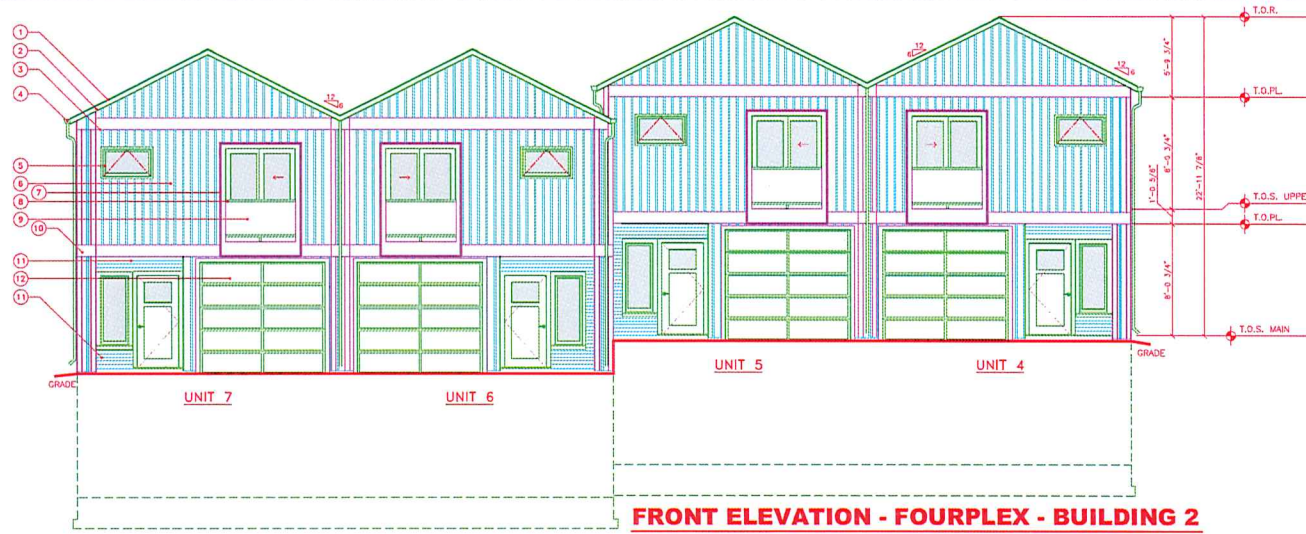 1
2
3
4
5
6
7
8
9
10
11
12
11
12
6
12
6
12
6
T.O.R.
5'-9 3/4"
T.O.PL.
8'-0 3/4"
22'-11 7/8"
1'-0 5/8"
T.O.S. UPPE
T.O.PL.
8'-0 3/4"
T.O.S. MAIN
GRADE
GRADE
UNIT 7
UNIT 6
UNIT 5
UNIT 4
FRONT ELEVATION - FOURPLEX - BUILDING 2